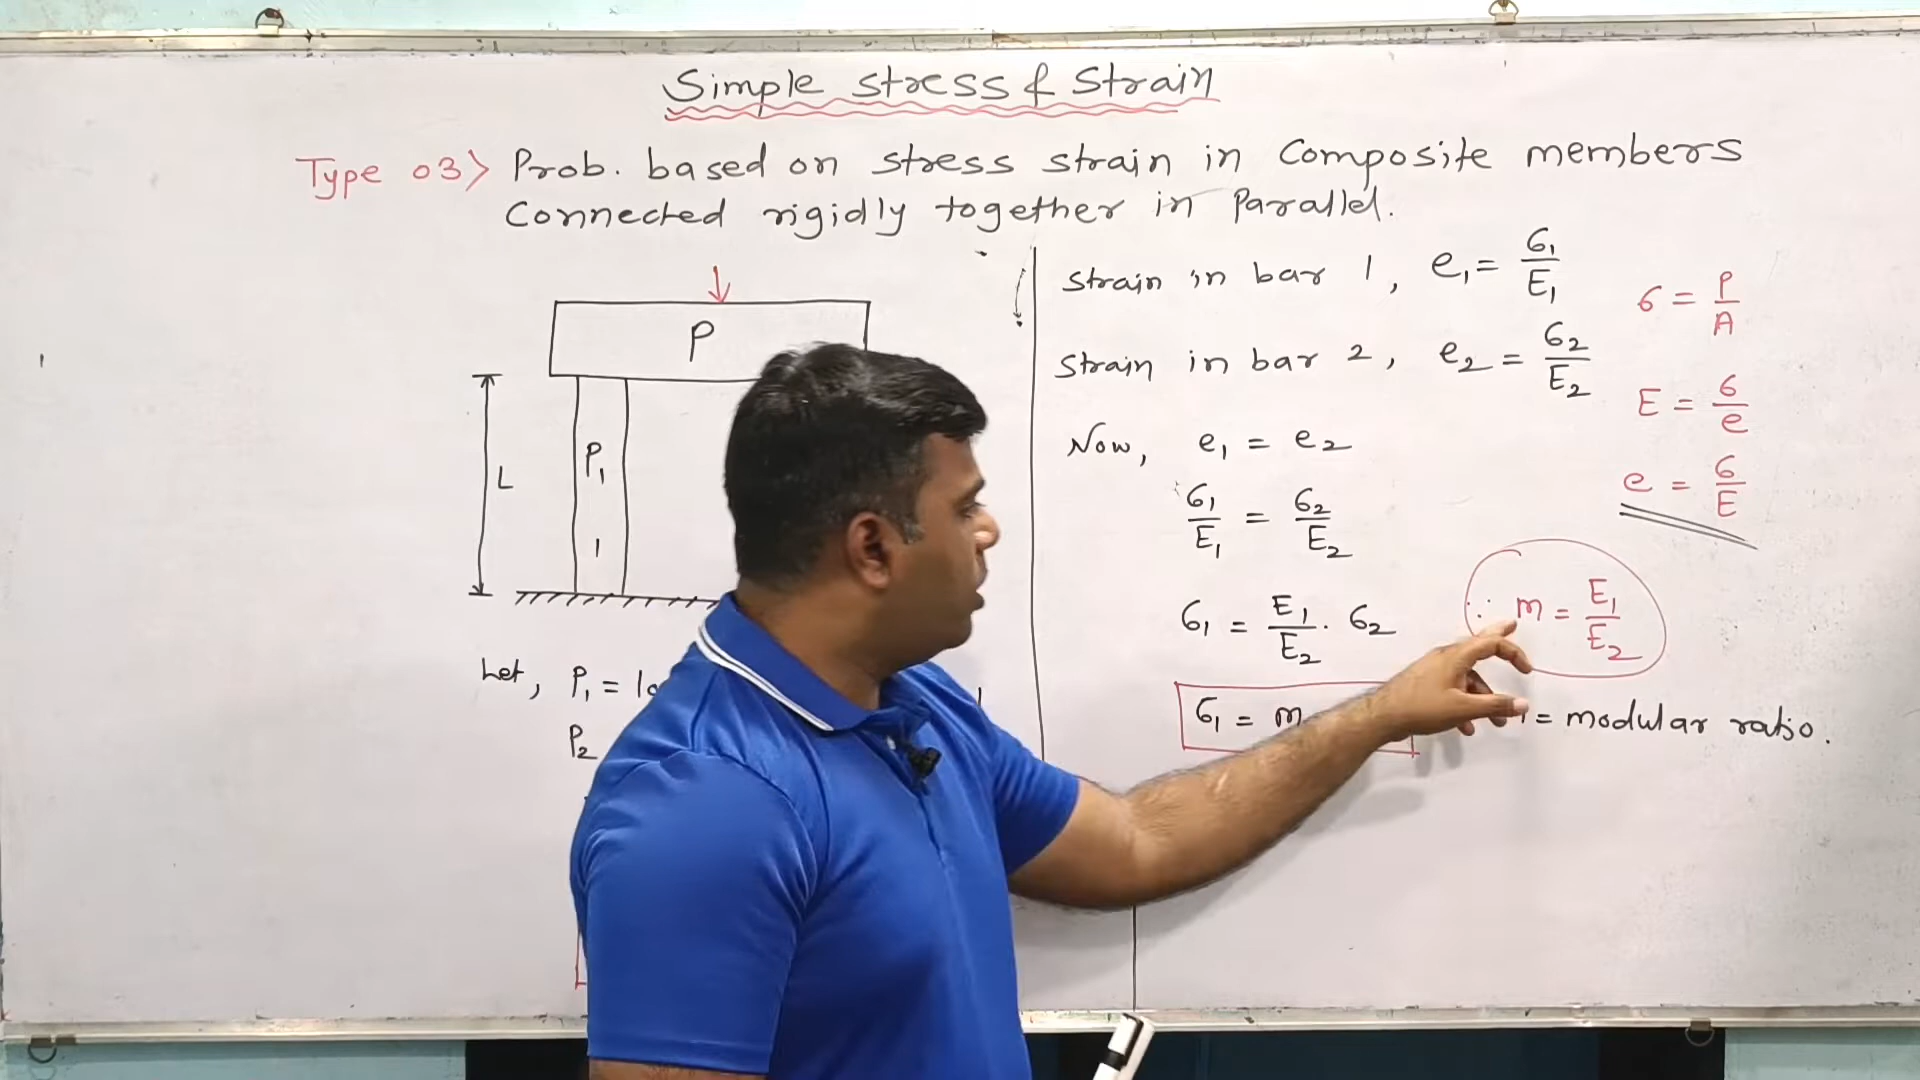 Simple stress & Strain
Type 03> Prob. based on stress strain in Composite members
Connected rigidly together in Parallel.
P
L
P₁
1
Let, P₁ =
P₂
Strain in bar 1, e₁ = σ₁/E₁
Strain in bar 2, e₂ = σ₂/E₂
Now, e₁ = e₂
σ₁/E₁ = σ₂/E₂
σ₁ = E₁/E₂ . σ₂
σ₁ = m
σ = P/A
E = σ/e
e = σ/E
∵ m = E₁/E₂
= modular ratio.